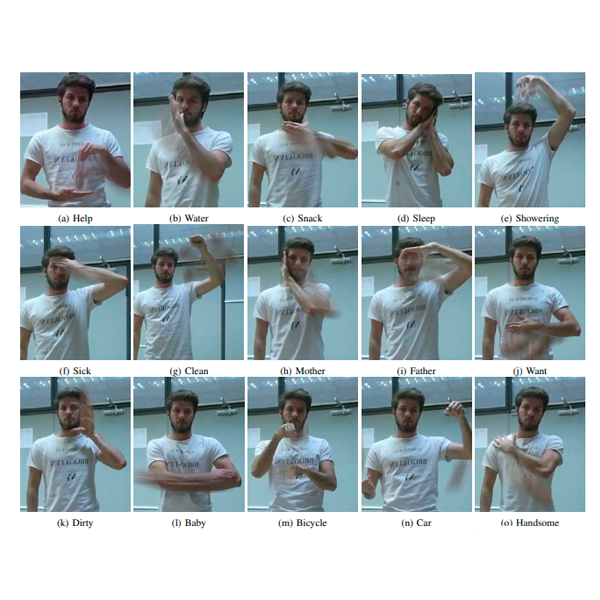 (a) Help
(b) Water
(c) Snack
(d) Sleep
(e) Showering
(f) Sick
(g) Clean
(h) Mother
(i) Father
(j) Want
(k) Dirty
(l) Baby
(m) Bicycle
(n) Car
(o) Handsome